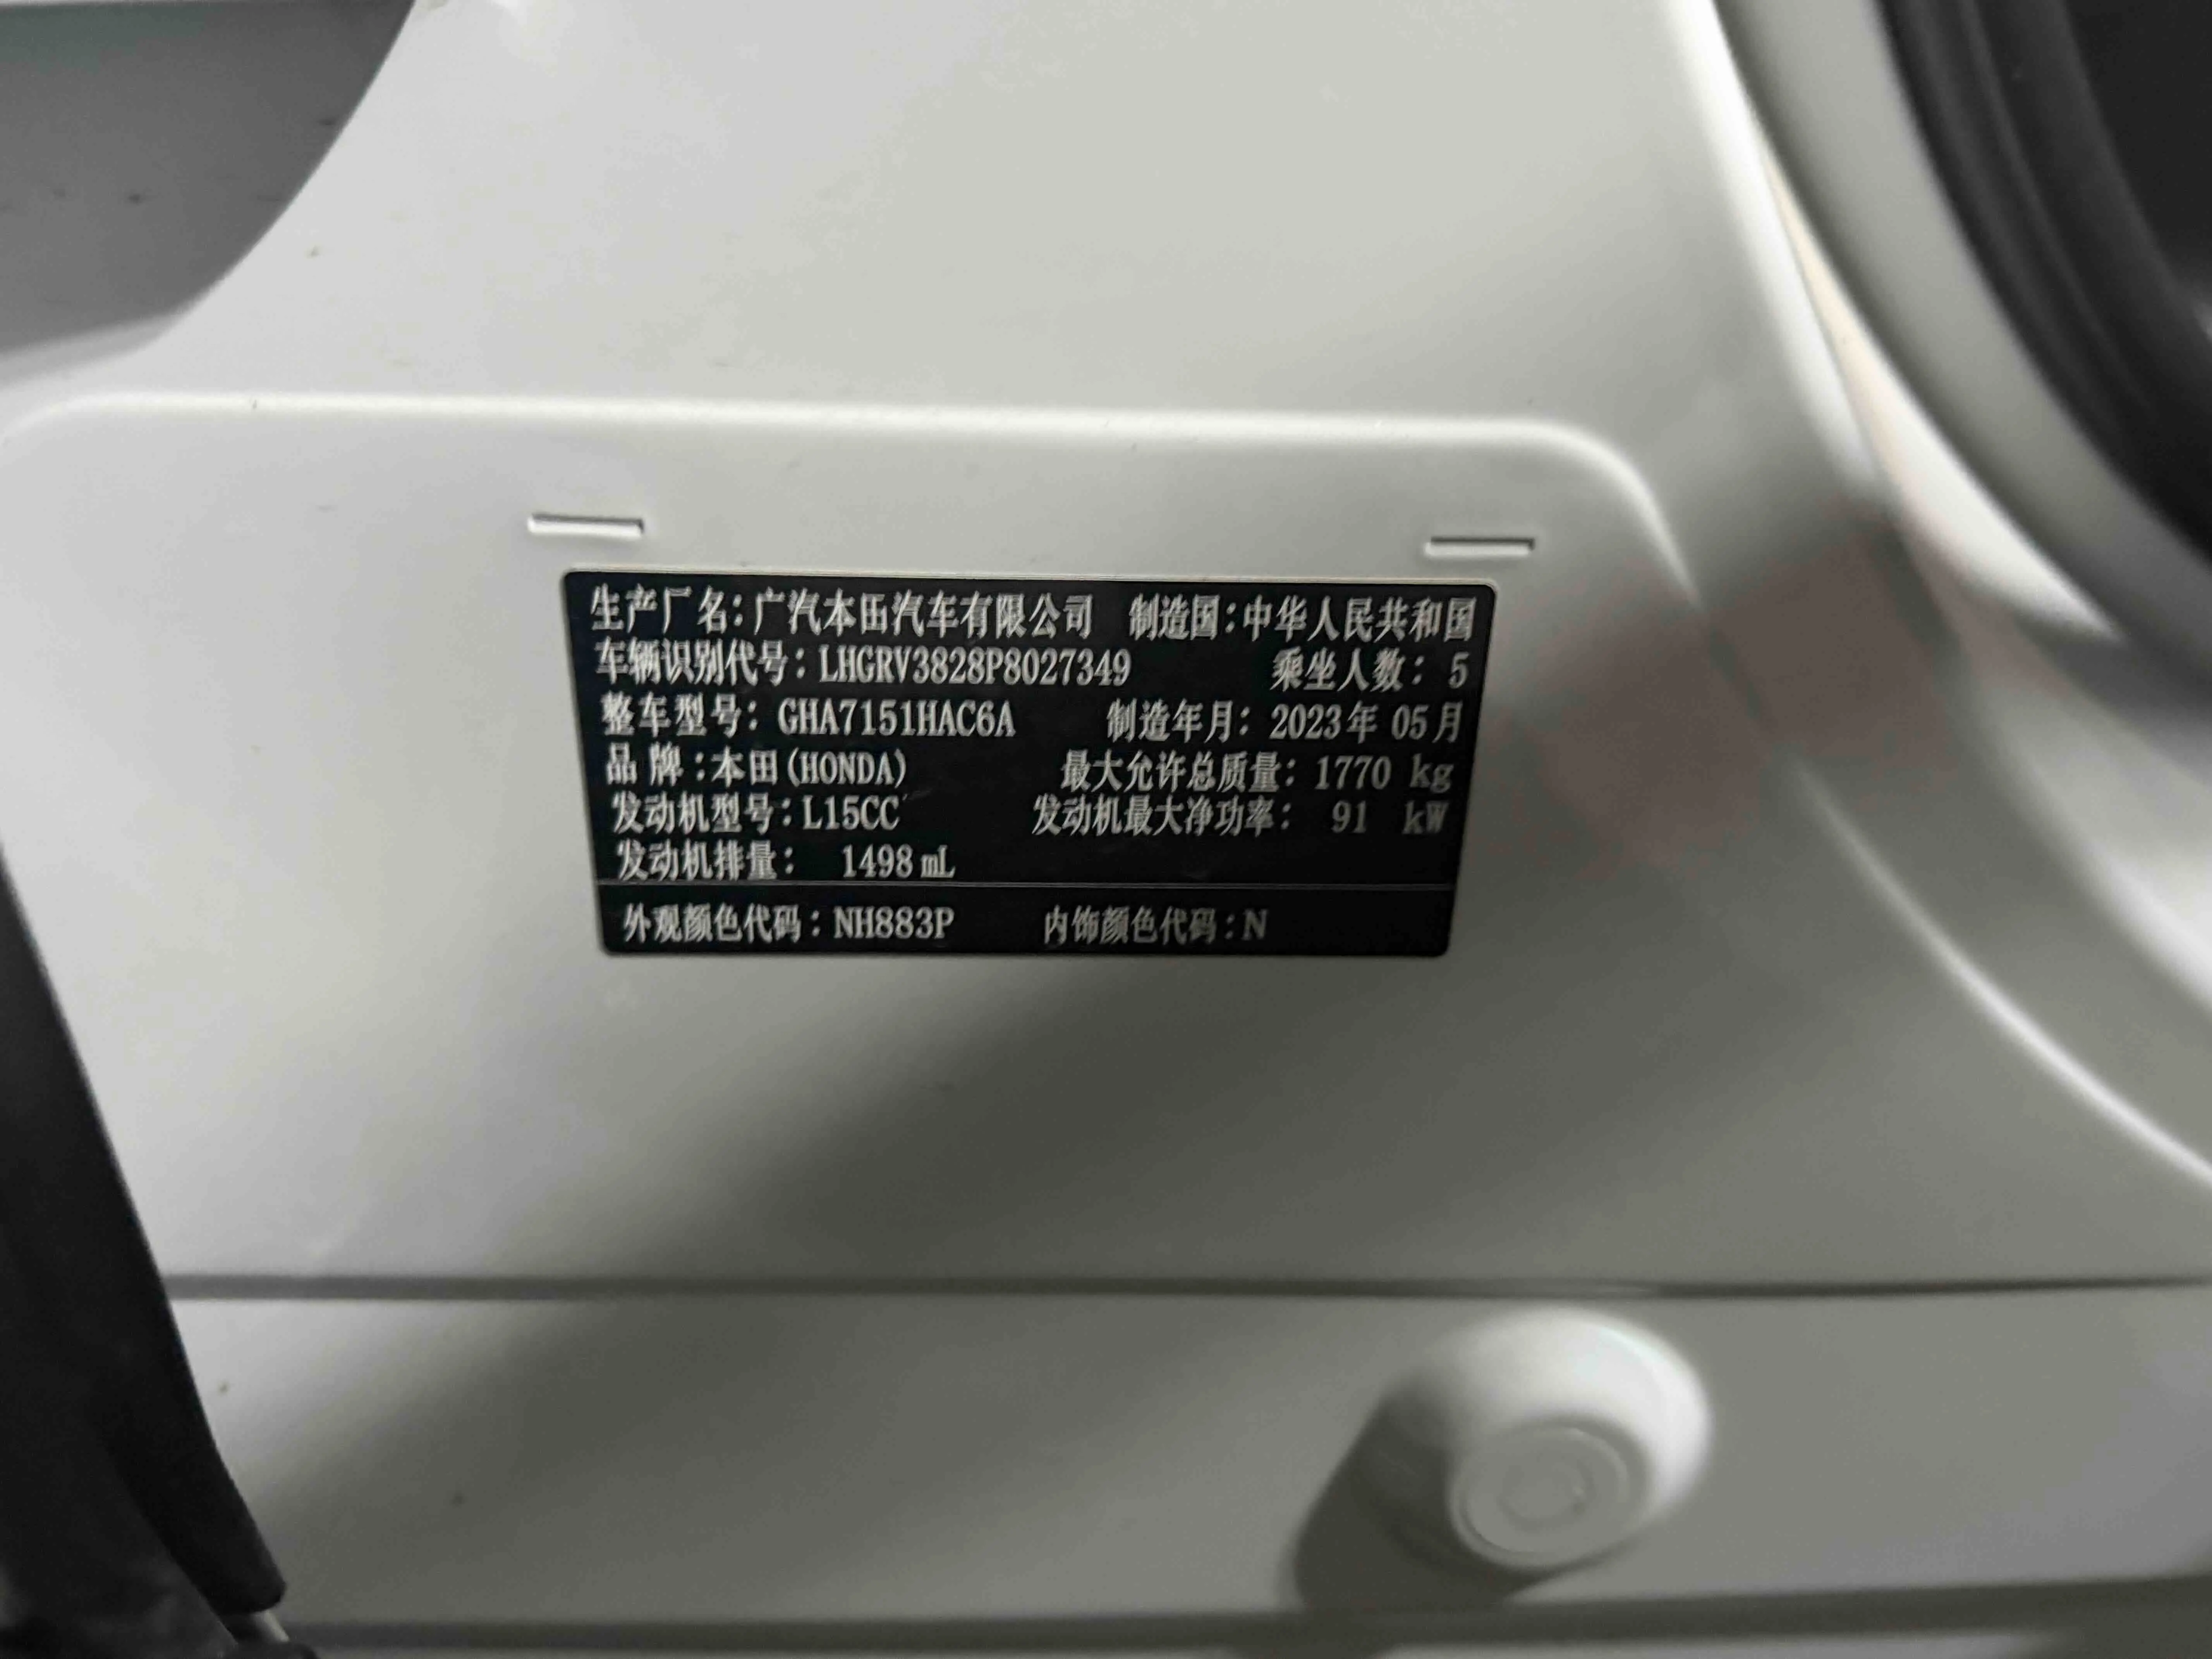 生产厂名：广汽本田汽车有限公司 制造国：中华人民共和国
车辆识别代号：LHGRV3828P8027349 乘坐人数：5
整车型号：GHA7151HAC6A 制造年月：2023年 05月
品 牌：本田(HONDA) 最大允许总质量：1770 kg
发动机型号：L15CC 发动机最大净功率：91 kW
发动机排量：1498 mL
外观颜色代码：NH883P 内饰颜色代码：N